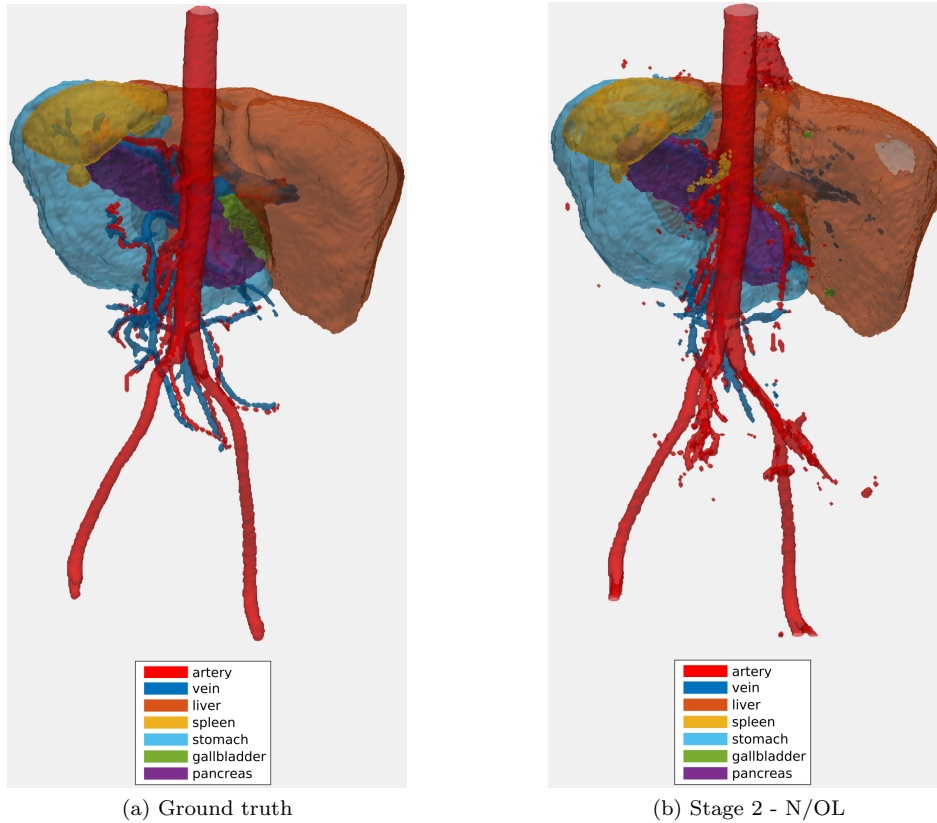 artery
vein
liver
spleen
stomach
gallbladder
pancreas
(a) Ground truth
artery
vein
liver
spleen
stomach
gallbladder
pancreas
(b) Stage 2 - N/OL